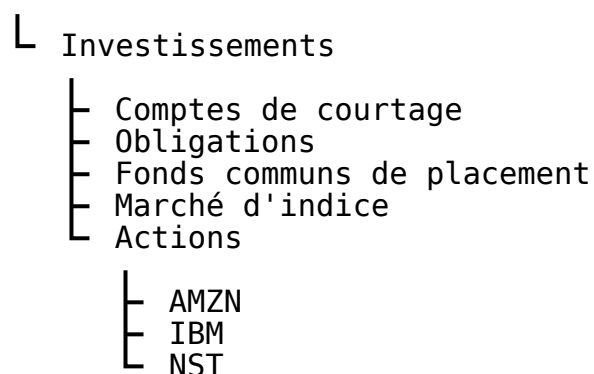 Investissements
Comptes de courtage
Obligations
Fonds communs de placement
Marché d'indice
Actions
AMZN
IBM
NST